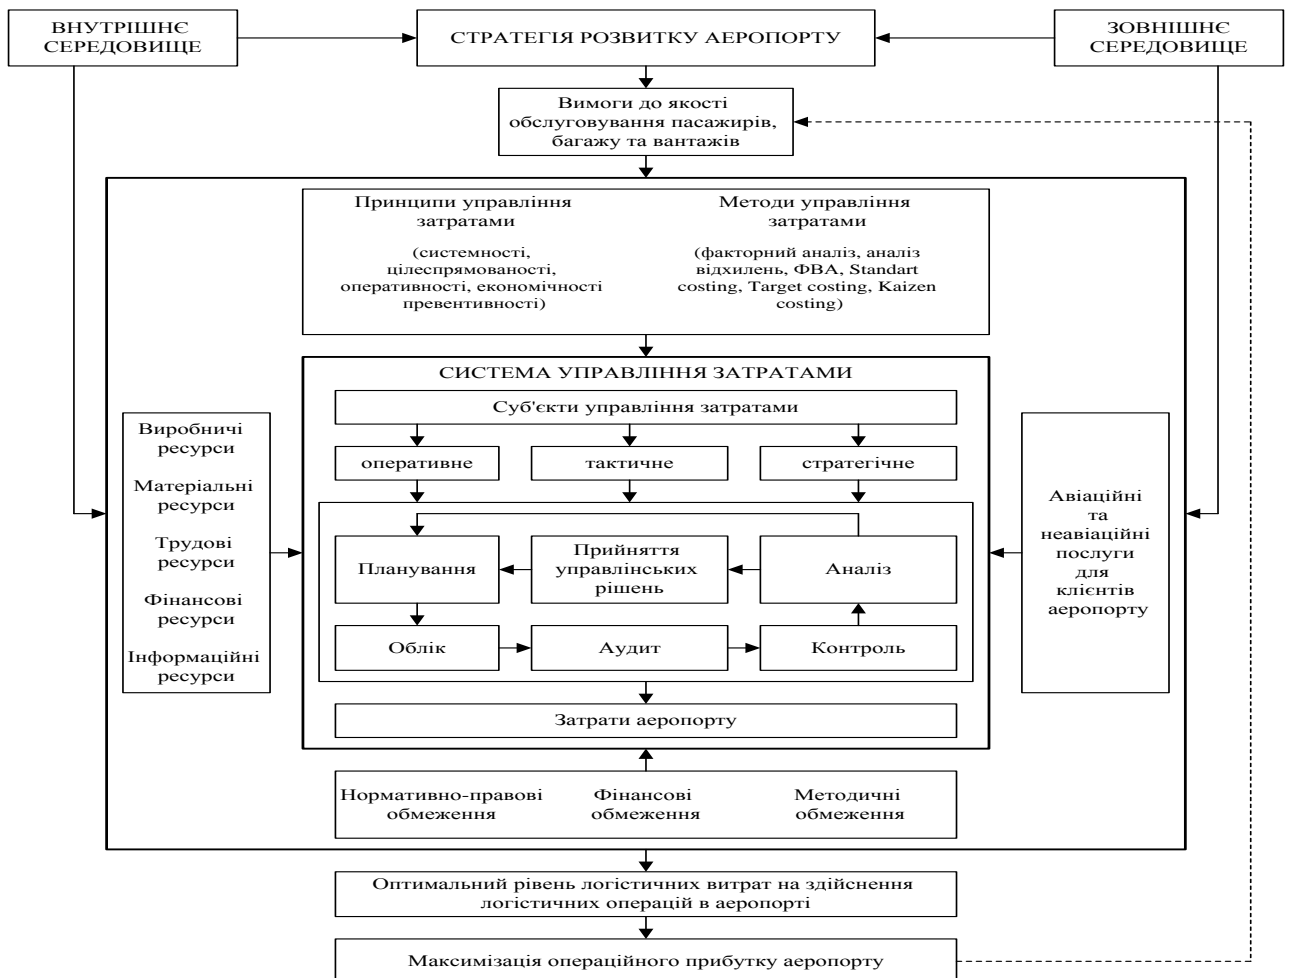 ВНУТРІШНЄ
СЕРЕДОВИЩЕ
СТРАТЕГІЯ РОЗВИТКУ АЕРОПОРТУ
ЗОВНІШНЄ
СЕРЕДОВИЩЕ
Вимоги до якості
обслуговування пасажирів,
багажу та вантажів
Принципи управління
затратами
(системності,
цілеспрямованості,
оперативності, економічності
превентивності)
Методи управління
затратами
(факторний аналіз, аналіз
відхилень, ФВА, Standart
costing, Target costing, Kaizen
costing)
СИСТЕМА УПРАВЛІННЯ ЗАТРАТАМИ
Суб'єкти управління затратами
оперативне
тактичне
стратегічне
Виробничі
ресурси
Матеріальні
ресурси
Трудові
ресурси
Фінансові
ресурси
Інформаційні
ресурси
Планування
Прийняття
управлінських
рішень
Аналіз
Облік
Аудит
Контроль
Авіаційні
та
неавіаційні
послуги
для
клієнтів
аеропорту
Затрати аеропорту
Нормативно-правові
обмеження
Фінансові
обмеження
Методичні
обмеження
Оптимальний рівень логістичних витрат на здійснення
логістичних операцій в аеропорті
Максимізація операційного прибутку аеропорту